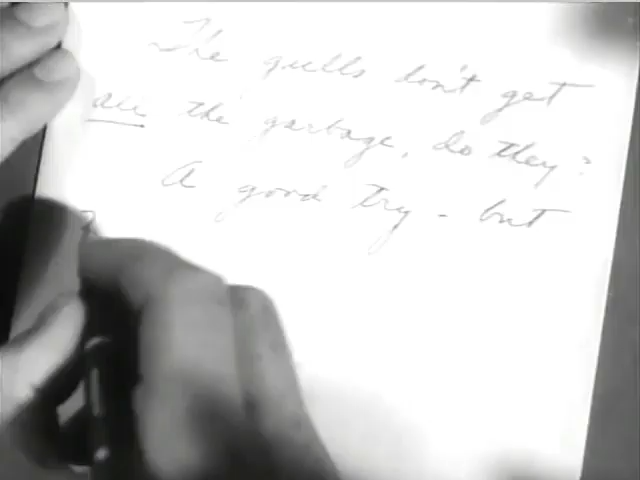 The gulls don't get
all the garbage, do they?
A good try - but